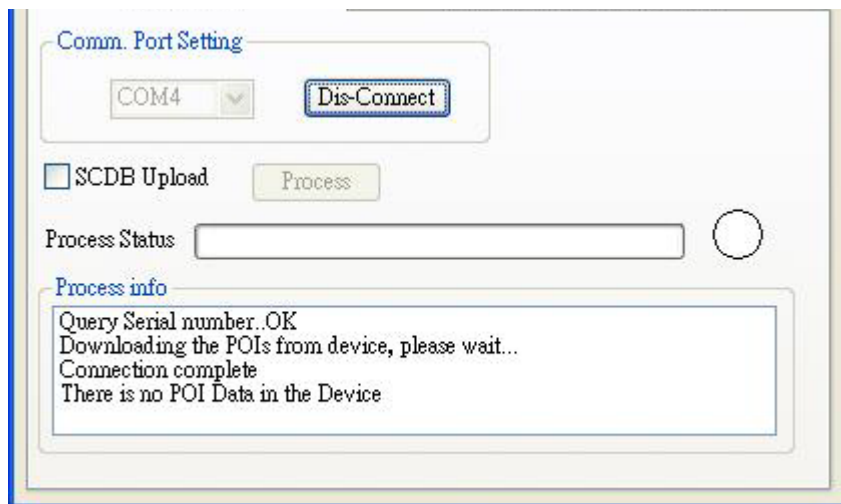 Comm. Port Setting
COM4
Dis-Connect
SCDB Upload
Process
Process Status
Process info
Query Serial number..OK
Downloading the POIs from device, please wait...
Connection complete
There is no POI Data in the Device